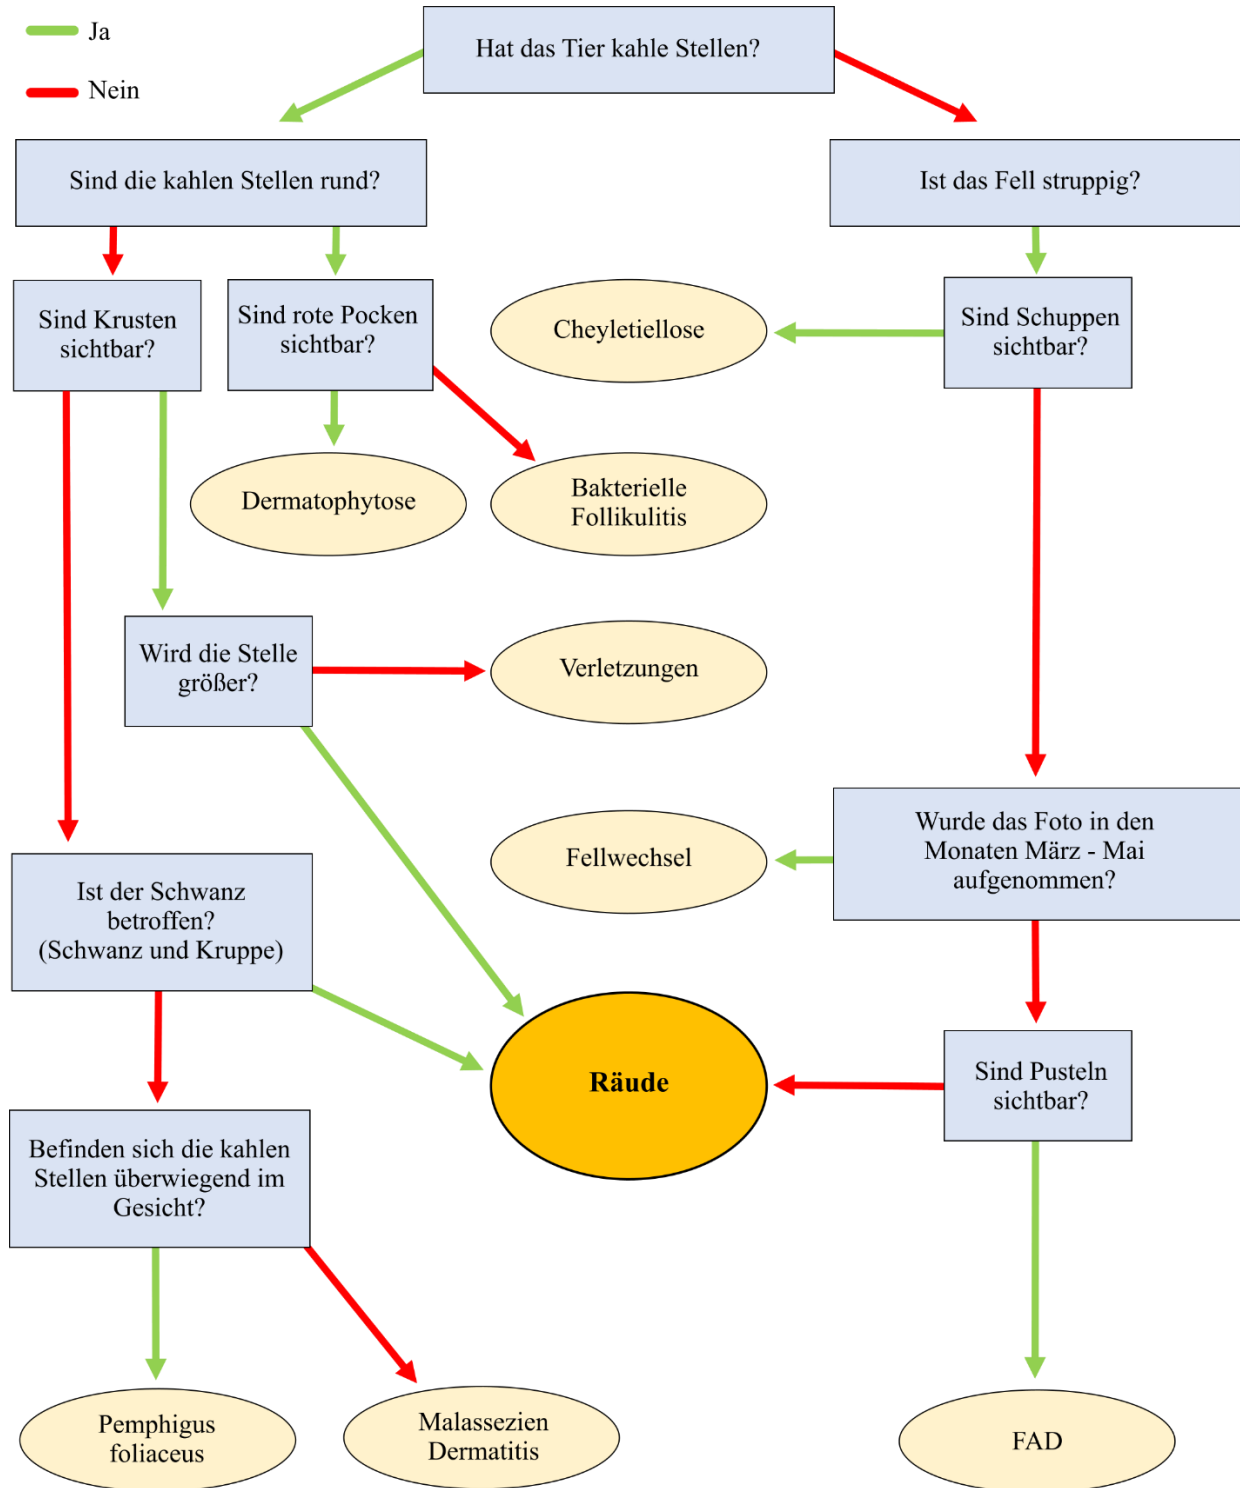 Ja
Nein
Hat das Tier kahle Stellen?
Sind die kahlen Stellen rund?
Ist das Fell struppig?
Sind Krusten
sichtbar?
Sind rote Pocken
sichtbar?
Cheyletiellose
Sind Schuppen
sichtbar?
Dermatophytose
Bakterielle
Follikulitis
Wird die Stelle
größer?
Verletzungen
Fellwechsel
Wurde das Foto in den
Monaten März - Mai
aufgenommen?
Ist der Schwanz
betroffen?
(Schwanz und Kruppe)
Räude
Sind Pusteln
sichtbar?
Befinden sich die kahlen
Stellen überwiegend im
Gesicht?
Pemphigus
foliaceus
Malassezien
Dermatitis
FAD